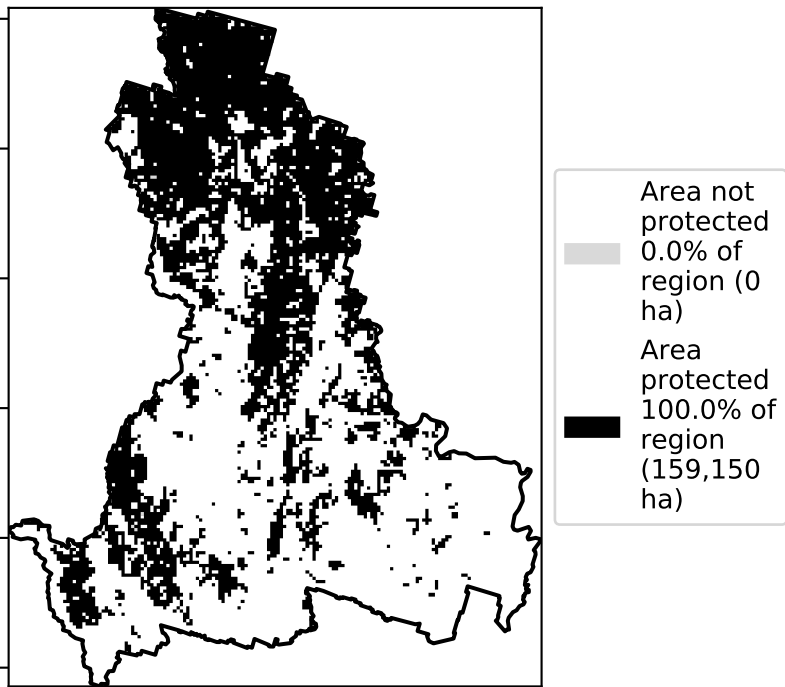 Area not
protected
0.0% of
region (0
ha)
Area
protected
100.0% of
region
(159,150
ha)